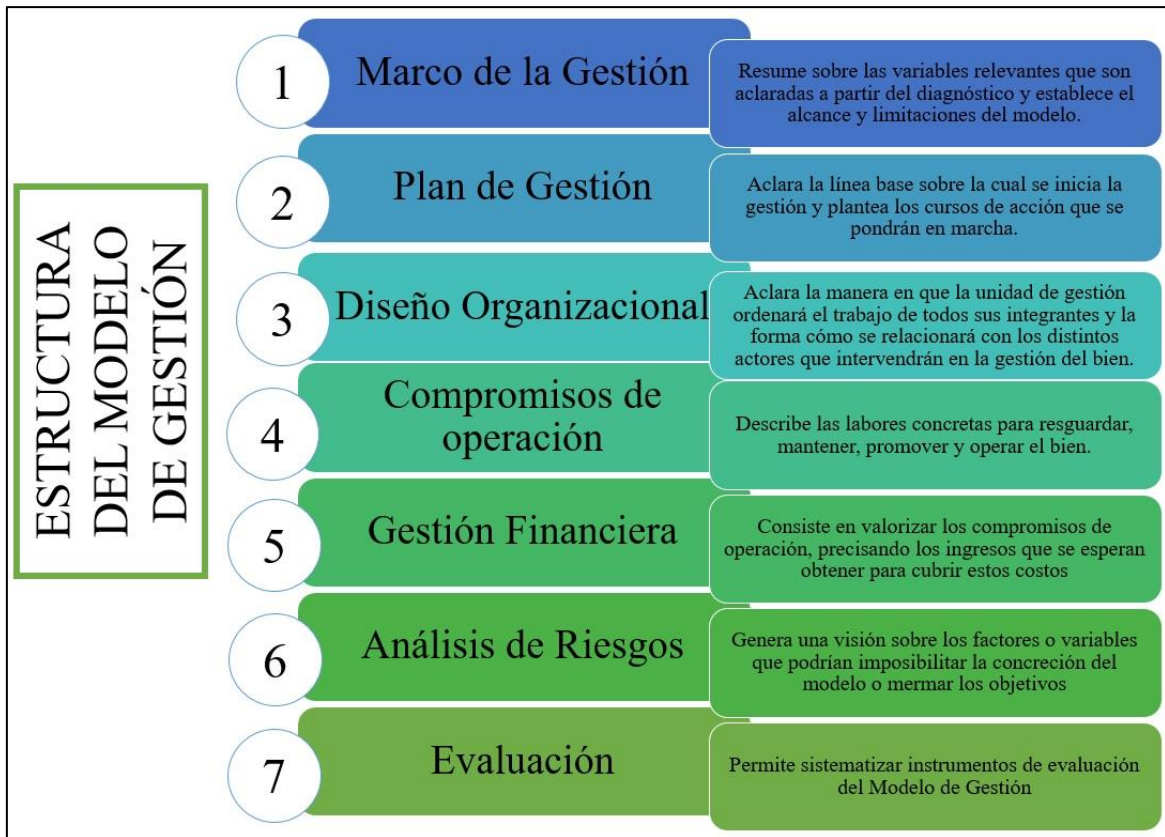 ESTRUCTURA
DEL MODELO
DE GESTIÓN
1
Marco de la Gestión
Resume sobre las variables relevantes que son
aclaradas a partir del diagnóstico y establece el
alcance y limitaciones del modelo.
2
Plan de Gestión
Aclara la línea base sobre la cual se inicia la
gestión y plantea los cursos de acción que se
pondrán en marcha.
3
Diseño Organizacional
Aclara la manera en que la unidad de gestión
ordenará el trabajo de todos sus integrantes y la
forma cómo se relacionará con los distintos
actores que intervendrán en la gestión del bien.
4
Compromisos de
operación
Describe las labores concretas para resguardar,
mantener, promover y operar el bien.
5
Gestión Financiera
Consiste en valorizar los compromisos de
operación, precisando los ingresos que se esperan
obtener para cubrir estos costos
6
Análisis de Riesgos
Genera una visión sobre los factores o variables
que podrían imposibilitar la concreción del
modelo o mermar los objetivos
7
Evaluación
Permite sistematizar instrumentos de evaluación
del Modelo de Gestión